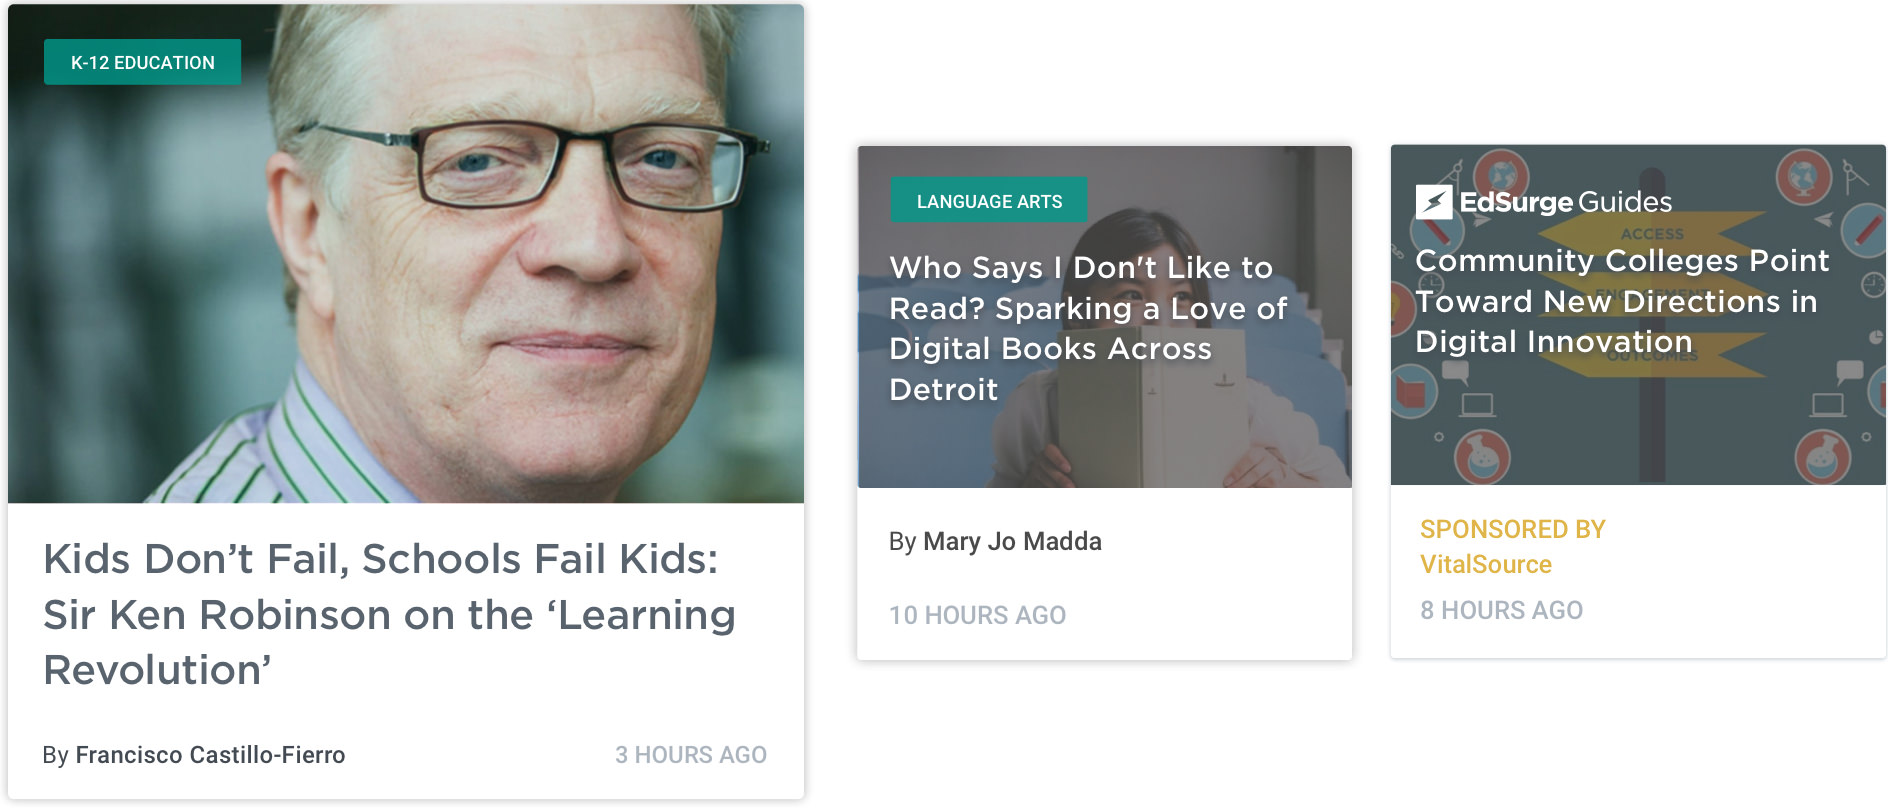 K-12 EDUCATION
Kids Don’t Fail, Schools Fail Kids:
Sir Ken Robinson on the ‘Learning
Revolution’
By Francisco Castillo-Fierro
3 HOURS AGO
LANGUAGE ARTS
Who Says I Don't Like to
Read? Sparking a Love of
Digital Books Across
Detroit
By Mary Jo Madda
10 HOURS AGO
EdSurge Guides
ACCESS
Community Colleges Point
ENGAGEMENT
Toward New Directions in
Digital Innovation
OUTCOMES
SPONSORED BY
VitalSource
8 HOURS AGO